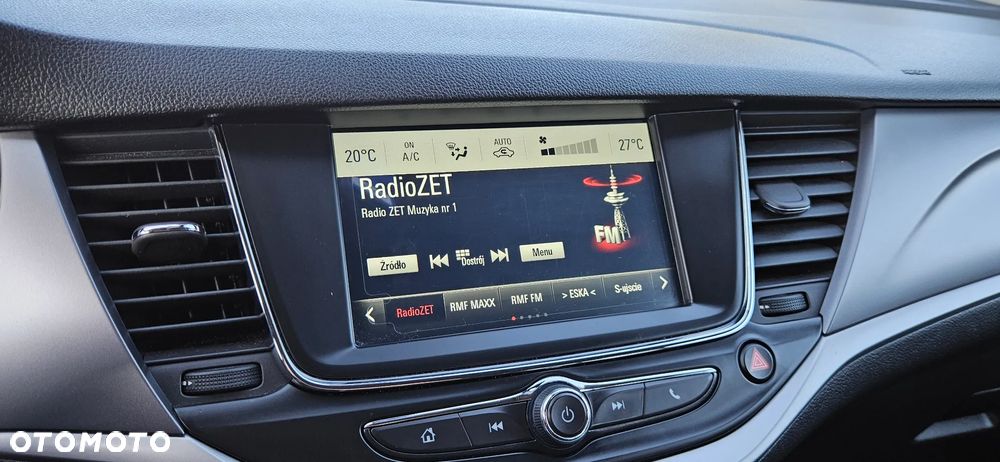 20°C ON A/C AUTO 27°C
RadioZET
Radio ZET Muzyka nr 1
FM
Źródło Dostrój Menu
RadioZET RMF MAXX RMF FM > ESKA < S-ujscie
OTOMOTO